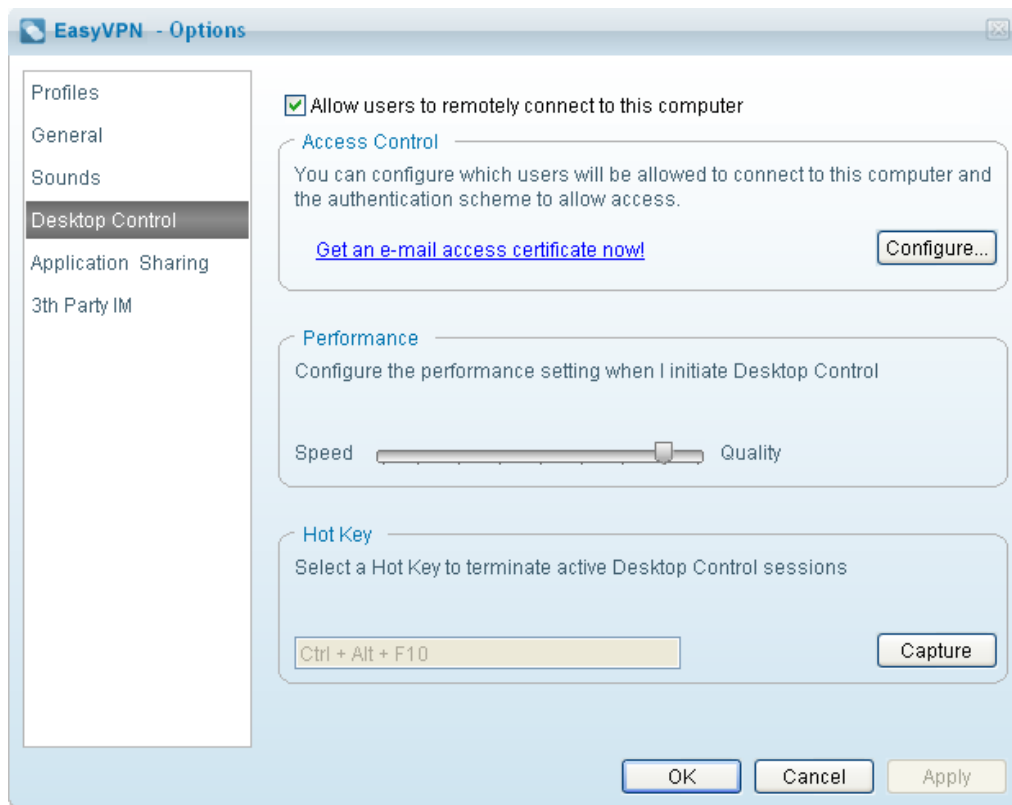 EasyVPN - Options
Profiles
General
Sounds
Desktop Control
Application Sharing
3th Party IM
Allow users to remotely connect to this computer
Access Control
You can configure which users will be allowed to connect to this computer and
the authentication scheme to allow access.
Get an e-mail access certificate now!
Configure...
Performance
Configure the performance setting when I initiate Desktop Control
Speed
Quality
Hot Key
Select a Hot Key to terminate active Desktop Control sessions
Ctrl + Alt + F10
Capture
OK
Cancel
Apply